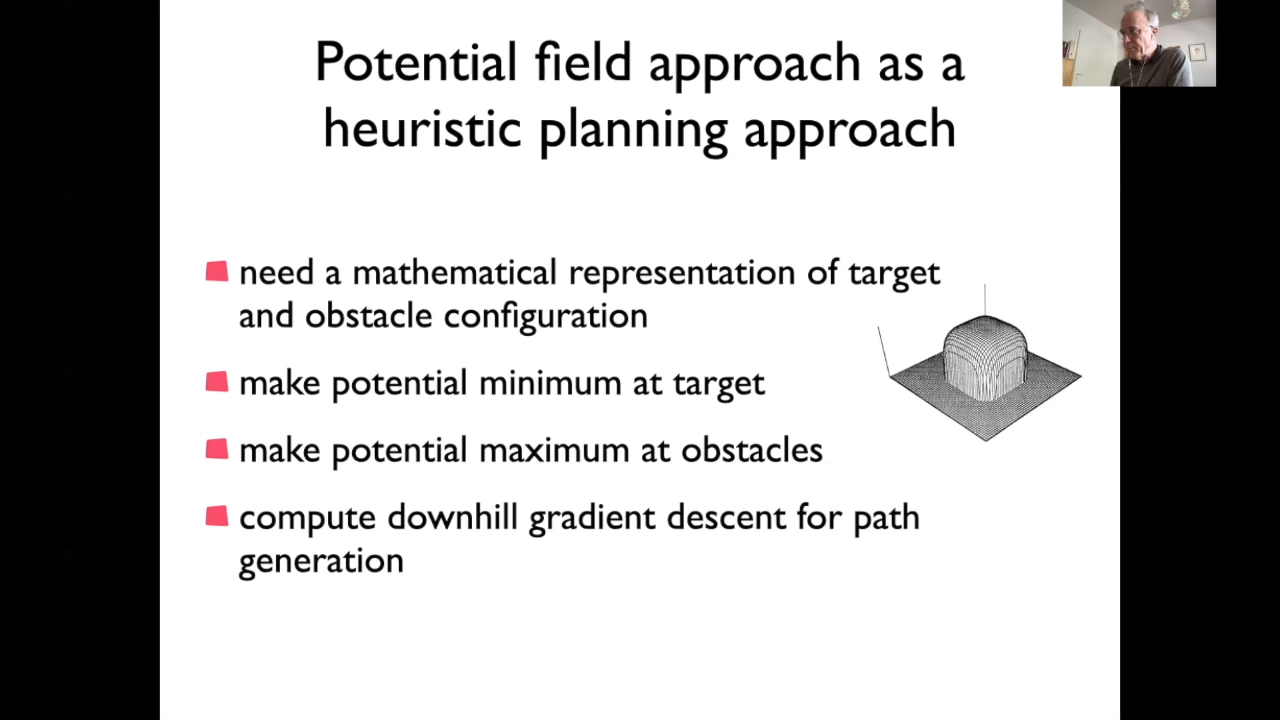 Potential field approach as a
heuristic planning approach
need a mathematical representation of target
and obstacle configuration
make potential minimum at target
make potential maximum at obstacles
compute downhill gradient descent for path
generation